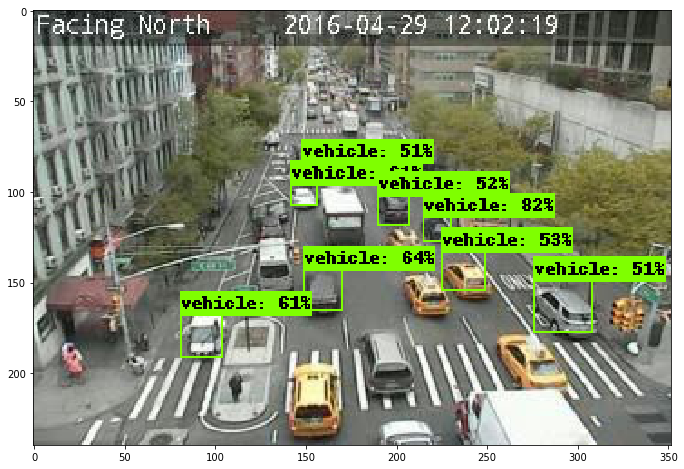 0
Facing North 2016-04-29 12:02:19
50
vehicle: 51%
vehicle:
vehicle: 52%
100
vehicle: 82%
vehicle: 53%
vehicle: 64%
vehicle: 51%
150
vehicle: 61%
200
0 50 100 150 200 250 300 350